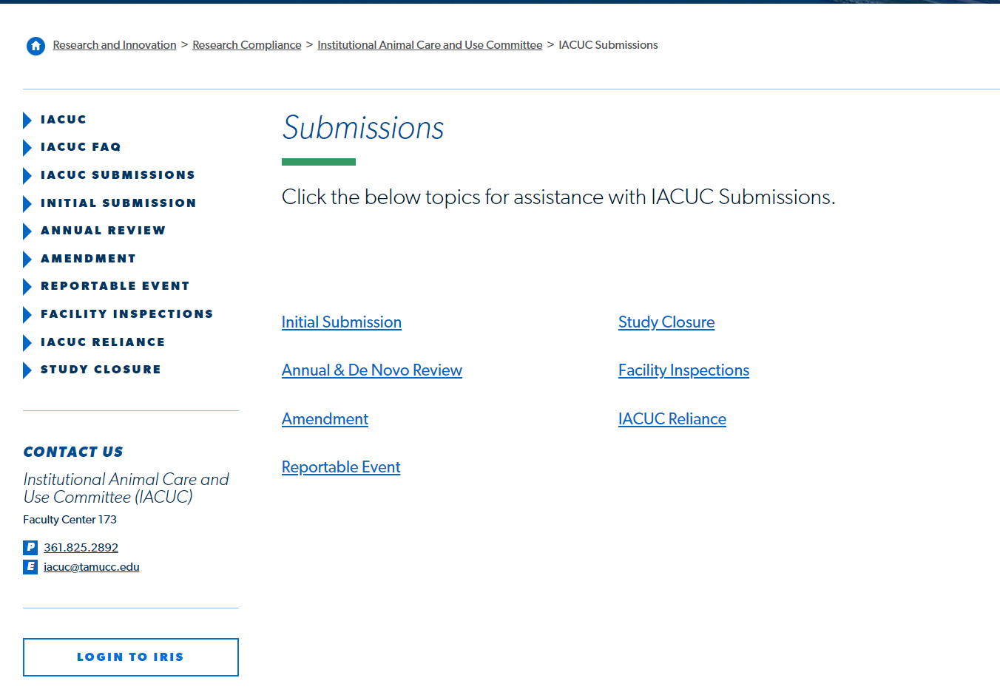 Research and Innovation > Research Compliance > Institutional Animal Care and Use Committee > IACUC Submissions
IACUC
IACUC FAQ
IACUC SUBMISSIONS
INITIAL SUBMISSION
ANNUAL REVIEW
AMENDMENT
REPORTABLE EVENT
FACILITY INSPECTIONS
IACUC RELIANCE
STUDY CLOSURE
CONTACT US
Institutional Animal Care and
Use Committee (IACUC)
Faculty Center 173
P 361.825.2892
E iacuc@tamucc.edu
LOGIN TO IRIS
Submissions
Click the below topics for assistance with IACUC Submissions.
Initial Submission
Annual & De Novo Review
Amendment
Reportable Event
Study Closure
Facility Inspections
IACUC Reliance